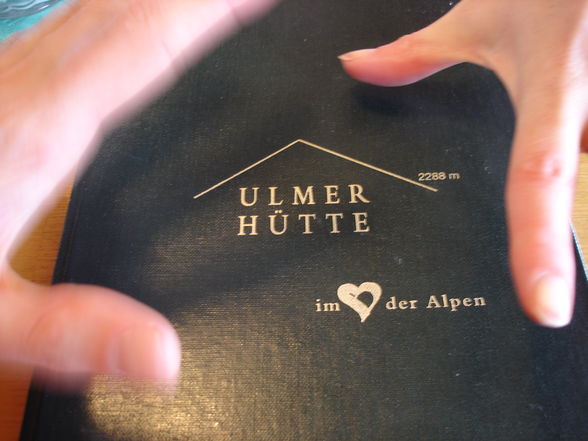 2288 m
ULMER
HÜTTE
im der Alpen